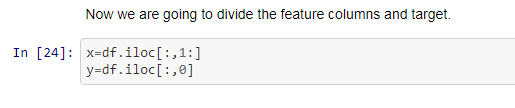 Now we are going to divide the feature columns and target.
In [24]: x=df.iloc[:,1:]
y=df.iloc[:,0]